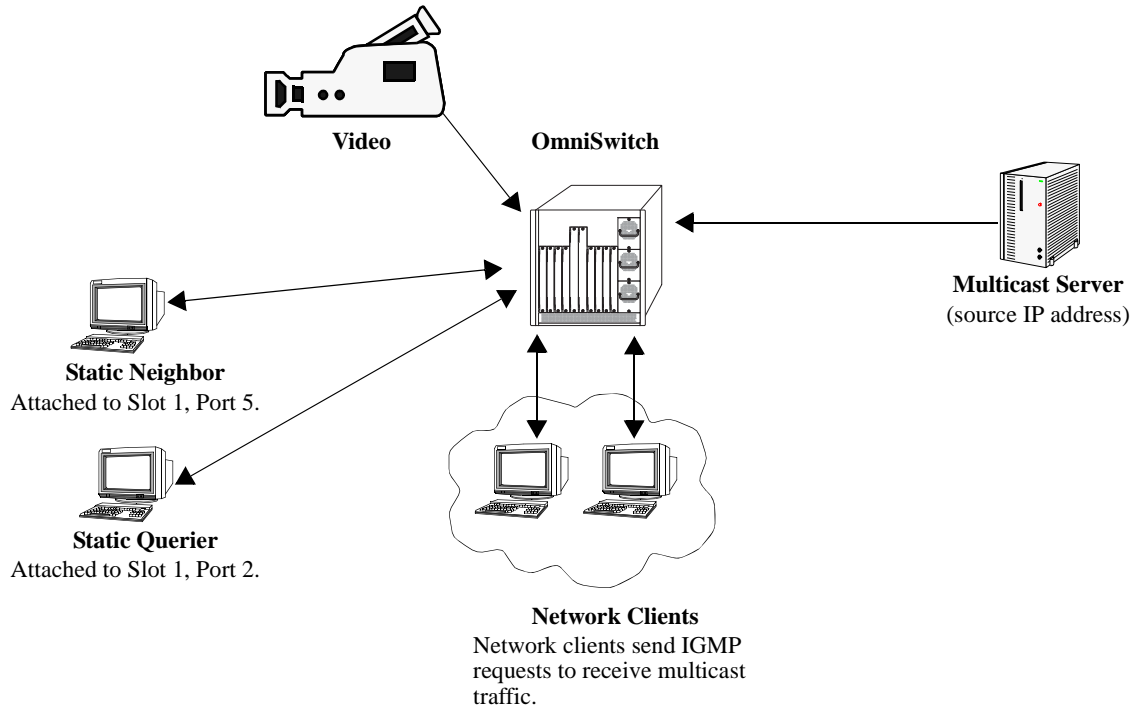 Video
OmniSwitch
Multicast Server
(source IP address)
Static Neighbor
Attached to Slot 1, Port 5.
Static Querier
Attached to Slot 1, Port 2.
Network Clients
Network clients send IGMP
requests to receive multicast
traffic.